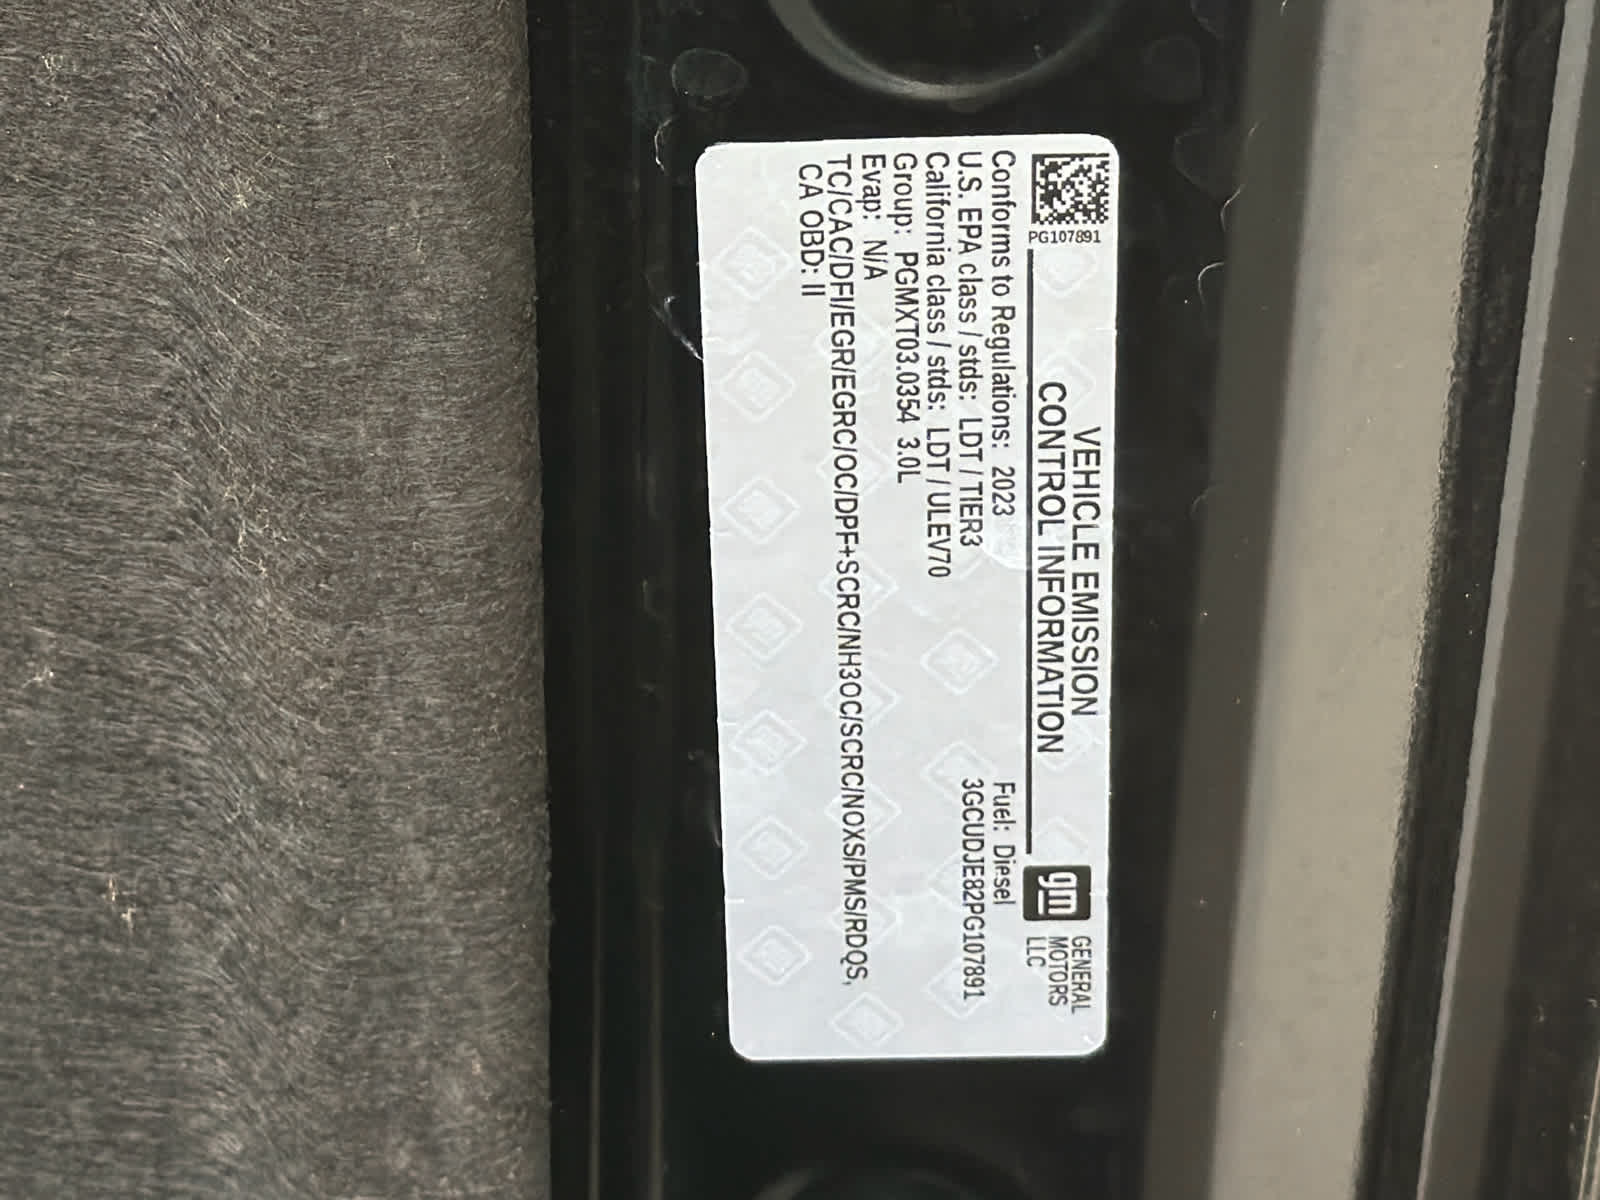 PG107891
VEHICLE EMISSION
CONTROL INFORMATION
gm
GENERAL
MOTORS
LLC
Conforms to Regulations: 2023
Fuel: Diesel
U.S. EPA class / stds: LDT / TIER3
3GCUDJE82PG107891
California class / stds: LDT / ULEV70
Group: PGMXT03.0354 3.0L
Evap: N/A
TC/CAC/DFI/EGR/EGRC/OC/DPF+SCRC/NH3OC/SCRC/NOXS/PMS/RDQS,
CA OBD: II